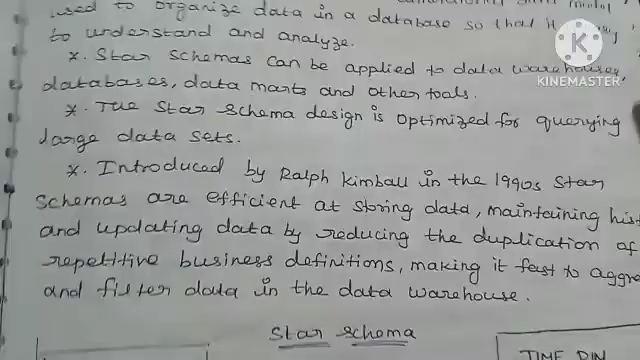 used to organize data in a database so that it
to understand and analyze.
*. Star schemas can be applied to data warehouses,
databases, data marts and other tools.
*. The star schema design is optimized for querying
large data sets.
*. Introduced by Ralph Kimball in the 1990s Star
schemas are efficient at storing data, maintaining hist
and updating data by reducing the duplication of
repetitive business definitions, making it fast to aggre
and filter data in the data warehouse.
Star schema
TIME DIN
KINEMASTER